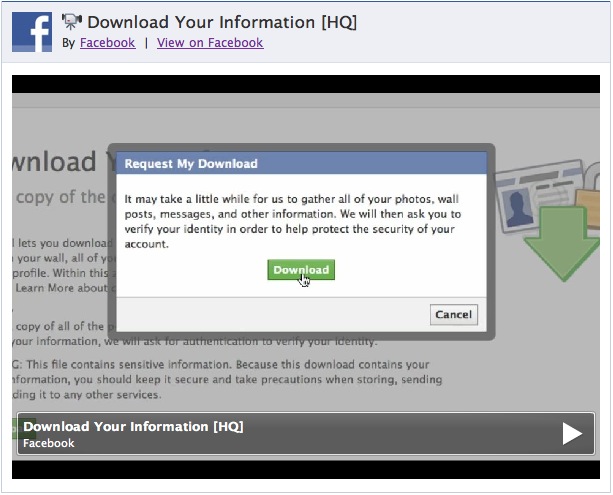 Download Your Information [HQ]
By Facebook | View on Facebook
wnload Y
copy of the
Request My Download
It may take a little while for us to gather all of your photos, wall
posts, messages, and other information. We will then ask you to
verify your identity in order to help protect the security of your
account.
Download
Cancel
lets you download
your wall, all of yo
profile. Within this a
Learn More about
copy of all of the p
your information, we will ask for authentication to verify your identity.
G: This file contains sensitive information. Because this download contains your
nformation, you should keep it secure and take precautions when storing, sending
ding it to any other services.
Download Your Information [HQ]
Facebook